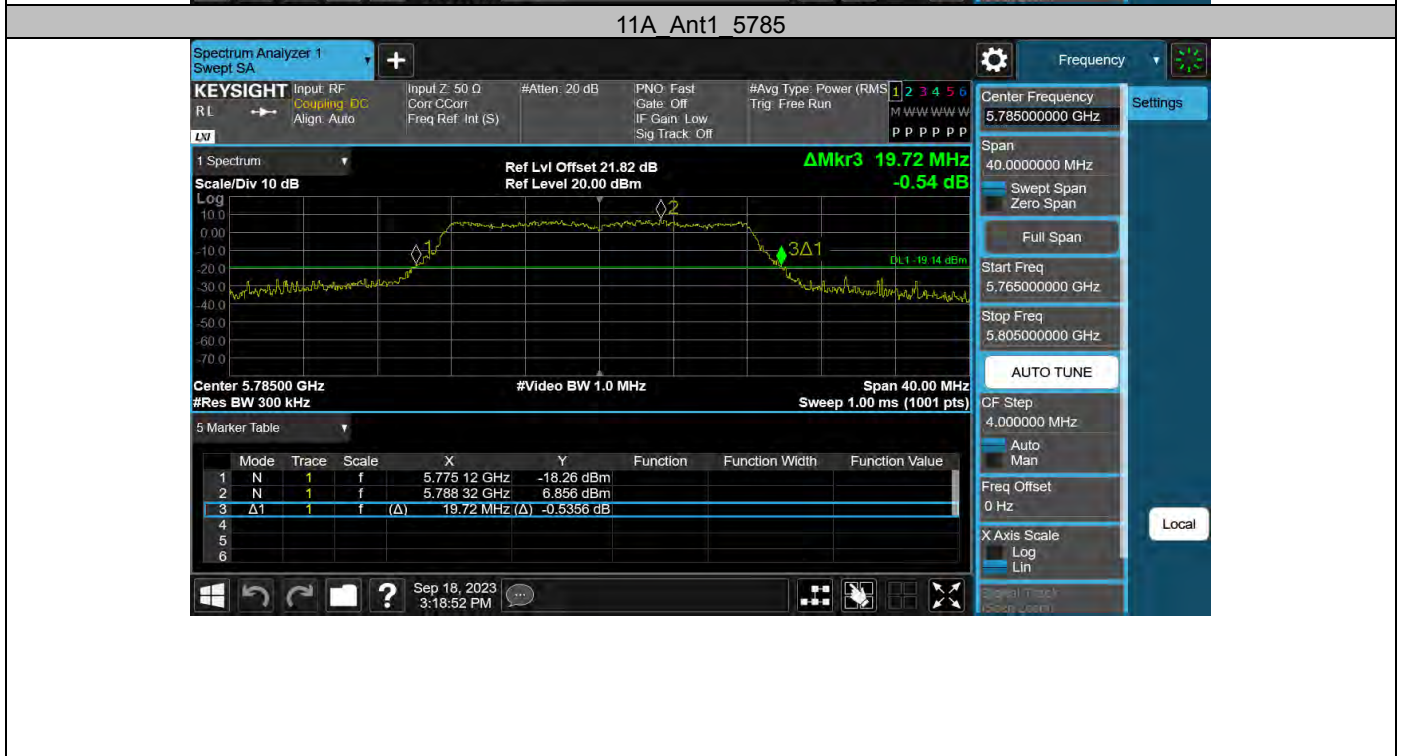 11A_Ant1_5785
Spectrum Analyzer 1
Swept SA
+
Frequency
KEYSIGHT
RL
LXI
Input: RF
Coupling: DC
Align: Auto
Input Z: 50 Ω
Corr CCorr
Freq Ref: Int (S)
#Atten: 20 dB
PNO: Fast
Gate: Off
IF Gain: Low
Sig Track: Off
#Avg Type: Power (RMS
Trig: Free Run
1 2 3 4 5 6
M W W W W W
P P P P P P
Center Frequency
5.785000000 GHz
Settings
1 Spectrum
Ref Lvl Offset 21.82 dB
ΔMkr3 19.72 MHz
Scale/Div 10 dB
Ref Level 20.00 dBm
-0.54 dB
Span
40.0000000 MHz
Swept Span
Zero Span
Full Span
Log
10.0
0.00
-10.0
-20.0
-30.0
-40.0
-50.0
-60.0
-70.0
1
2
3Δ1
DL1 -19.14 dBm
Start Freq
5.765000000 GHz
Stop Freq
5.805000000 GHz
AUTO TUNE
Center 5.78500 GHz
#Video BW 1.0 MHz
Span 40.00 MHz
#Res BW 300 kHz
Sweep 1.00 ms (1001 pts)
CF Step
4.000000 MHz
Auto
Man
5 Marker Table
Mode Trace Scale X Y Function Function Width Function Value
1 N 1 f 5.775 12 GHz -18.26 dBm
2 N 1 f 5.788 32 GHz 6.856 dBm
3 Δ1 1 f (Δ) 19.72 MHz (Δ) -0.5356 dB
4
5
6
Freq Offset
0 Hz
Local
X Axis Scale
Log
Lin
?
Sep 18, 2023
3:18:52 PM
Signal Track
(Span Zoom)